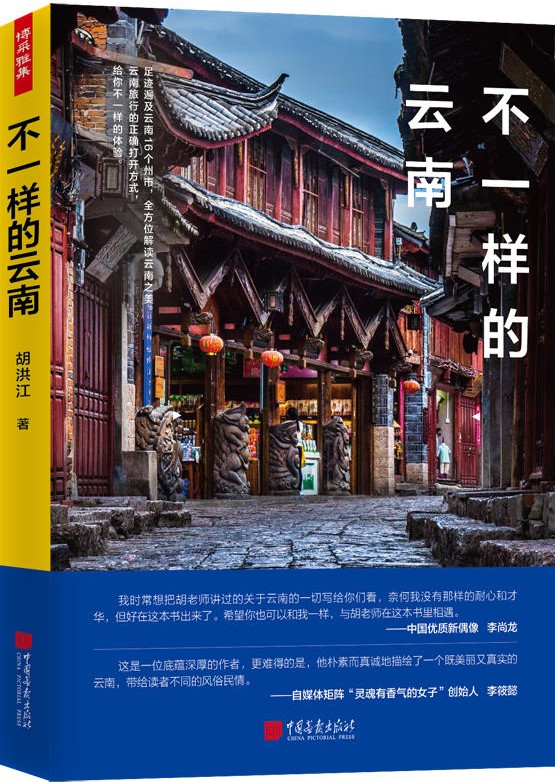 博采雅集
不一样的云南
胡洪江 著
不一样的
云南
足迹遍及云南16个州市，全方位解读云南之美，
云南旅行的正确打开方式，
给你不一样的体验。
我时常想把胡老师讲过的关于云南的一切写给你们看，奈何我没有那样的耐心和才
华，但好在这本书出来了。希望你也可以和我一样，与胡老师在这本书里相遇。
——中国优质新偶像 李尚龙
这是一位底蕴深厚的作者，更难得的是，他朴素而真诚地描绘了一个既美丽又真实的
云南，带给读者不同的风俗民情。
——自媒体矩阵“灵魂有香气的女子”创始人 李筱懿
中国画报出版社
CHINA PICTORIAL PRESS
中国画报出版社
CHINA PICTORIAL PRESS